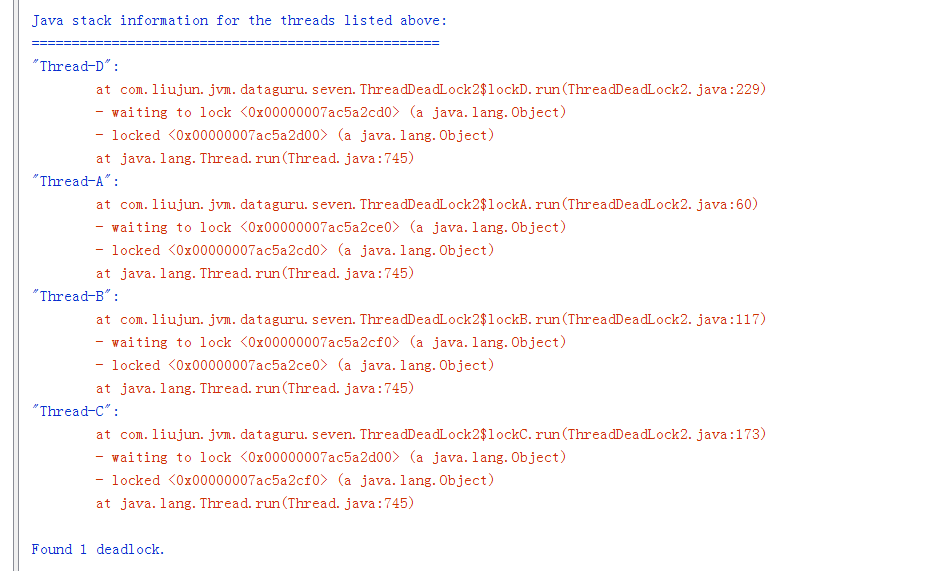 Java stack information for the threads listed above:
===================================================
"Thread-D":
        at com.liujun.jvm.dataguru.seven.ThreadDeadLock2$lockD.run(ThreadDeadLock2.java:229)
        - waiting to lock <0x00000007ac5a2cd0> (a java.lang.Object)
        - locked <0x00000007ac5a2d00> (a java.lang.Object)
        at java.lang.Thread.run(Thread.java:745)
"Thread-A":
        at com.liujun.jvm.dataguru.seven.ThreadDeadLock2$lockA.run(ThreadDeadLock2.java:60)
        - waiting to lock <0x00000007ac5a2ce0> (a java.lang.Object)
        - locked <0x00000007ac5a2cd0> (a java.lang.Object)
        at java.lang.Thread.run(Thread.java:745)
"Thread-B":
        at com.liujun.jvm.dataguru.seven.ThreadDeadLock2$lockB.run(ThreadDeadLock2.java:117)
        - waiting to lock <0x00000007ac5a2cf0> (a java.lang.Object)
        - locked <0x00000007ac5a2ce0> (a java.lang.Object)
        at java.lang.Thread.run(Thread.java:745)
"Thread-C":
        at com.liujun.jvm.dataguru.seven.ThreadDeadLock2$lockC.run(ThreadDeadLock2.java:173)
        - waiting to lock <0x00000007ac5a2d00> (a java.lang.Object)
        - locked <0x00000007ac5a2cf0> (a java.lang.Object)
        at java.lang.Thread.run(Thread.java:745)

Found 1 deadlock.